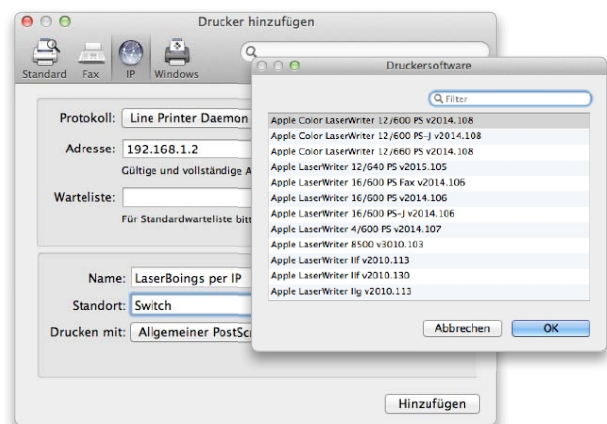 Drucker hinzufügen
Standard Fax IP Windows
Protokoll: Line Printer Daemon
Adresse: 192.168.1.2
Gültige und vollständige A
Warteliste:
Für Standardwarteliste bitt
Name: LaserBoings per IP
Standort: Switch
Drucken mit: Allgemeiner PostSc
Hinzufügen
Druckersoftware
Filter
Apple Color LaserWriter 12/600 PS v2014.108
Apple Color LaserWriter 12/600 PS-J v2014.108
Apple Color LaserWriter 12/660 PS v2014.108
Apple LaserWriter 12/640 PS v2015.105
Apple LaserWriter 16/600 PS Fax v2014.106
Apple LaserWriter 16/600 PS v2014.106
Apple LaserWriter 16/600 PS-J v2014.106
Apple LaserWriter 4/600 PS v2014.107
Apple LaserWriter 8500 v3010.103
Apple LaserWriter IIf v2010.113
Apple LaserWriter IIf v2010.130
Apple LaserWriter IIg v2010.113
Abbrechen OK